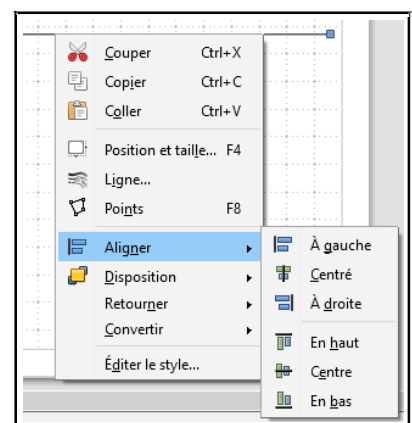 Couper Ctrl+X
Copier Ctrl+C
Coller Ctrl+V
Position et taille... F4
Ligne...
Points F8
Aligner
Disposition
Retourner
Convertir
Éditer le style...
À gauche
Centré
À droite
En haut
Centre
En bas